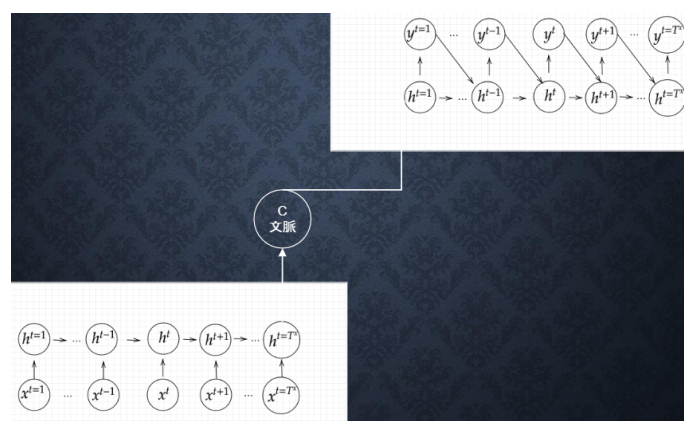 y^{t=1} ... y^{t-1} y^{t} y^{t+1} ... y^{t=T^x}
h^{t=1} ... h^{t-1} h^{t} h^{t+1} ... h^{t=T^x}
C
文脈
h^{t=1} ... h^{t-1} h^{t} h^{t+1} ... h^{t=T^x}
x^{t=1} ... x^{t-1} x^{t} x^{t+1} ... x^{t=T^x}